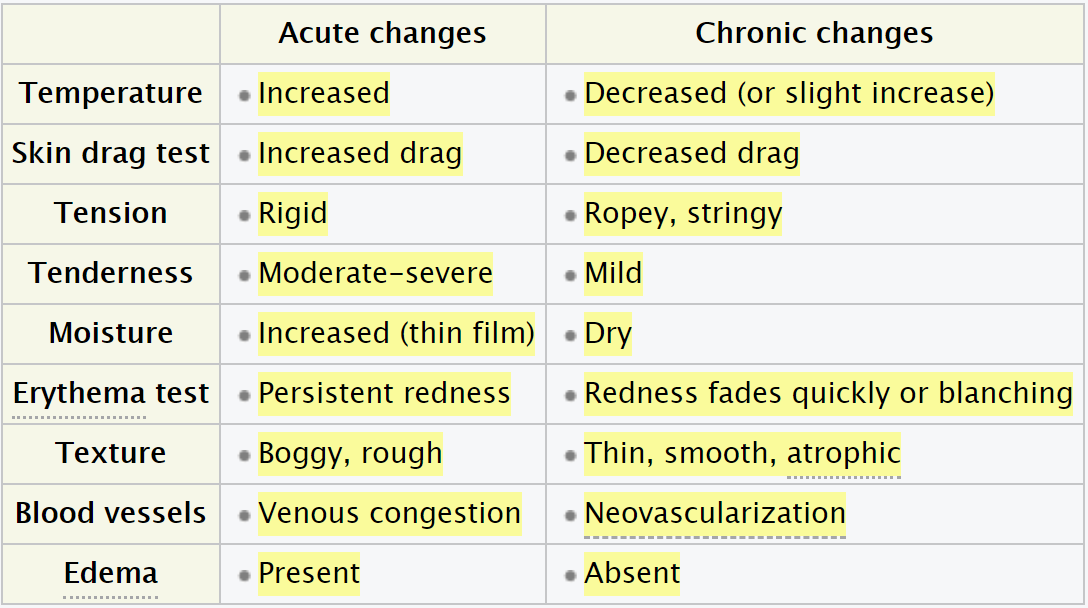 Acute changes Chronic changes
Temperature Increased Decreased (or slight increase)
Skin drag test Increased drag Decreased drag
Tension Rigid Ropey, stringy
Tenderness Moderate-severe Mild
Moisture Increased (thin film) Dry
Erythema test Persistent redness Redness fades quickly or blanching
Texture Boggy, rough Thin, smooth, atrophic
Blood vessels Venous congestion Neovascularization
Edema Present Absent